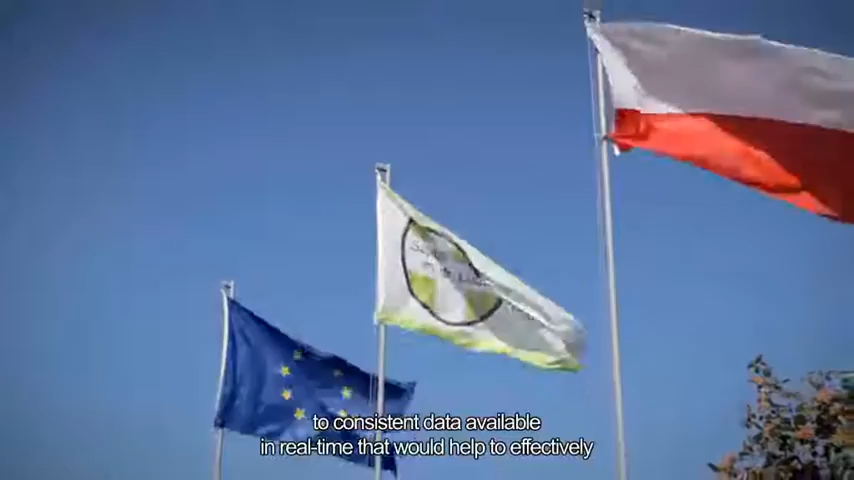 to consistent data available
in real-time that would help to effectively